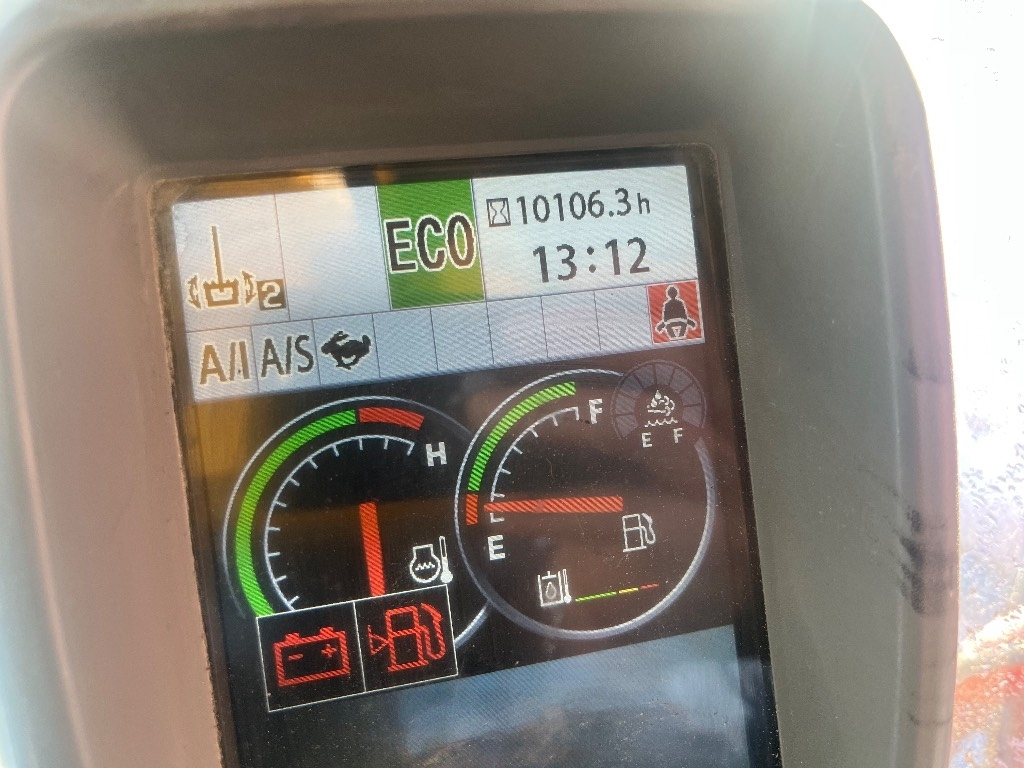 ECO
10106.3h
13:12
2
A/I A/S
H
F
E F
E